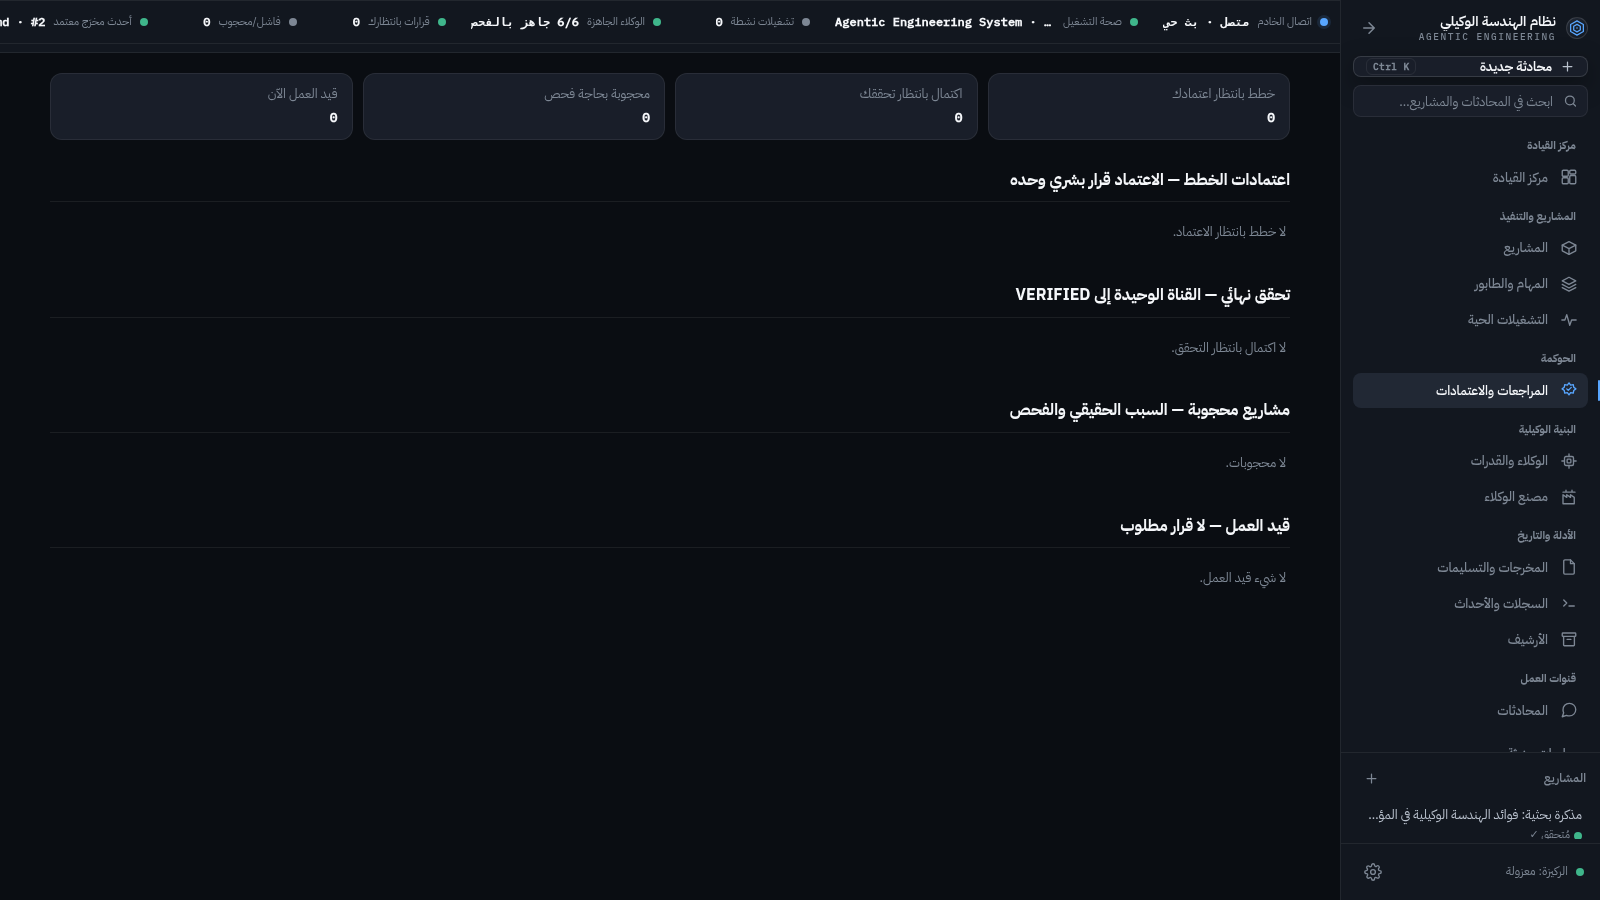 نظام الهندسة الوكيلي
AGENTIC ENGINEERING
محادثة جديدة
Ctrl K
ابحث في المحادثات والمشاريع...
مركز القيادة
مركز القيادة
المشاريع والتنفيذ
المشاريع
المهام والطابور
التشغيلات الحية
الحوكمة
المراجعات والاعتمادات
البنية الوكيلية
الوكلاء والقدرات
مصنع الوكلاء
الأدلة والتاريخ
المخرجات والتسليمات
السجلات والأحداث
الأرشيف
قنوات العمل
المحادثات
المشاريع
مذكرة بحثية: فوائد الهندسة الوكيلية في المؤ...
مُتحقق ✓
الركيزة: معزولة
اتصال الخادم متصل · بث حي
صحة التشغيل Agentic Engineering System · …
تشغيلات نشطة 0
الوكلاء الجاهزة 6/6 جاهز بالفحص
قرارات بانتظارك 0
فاشل/محجوب 0
أحدث مخرج معتمد #2 ·
خطط بانتظار اعتمادك
0
اكتمال بانتظار تحققك
0
محجوبة بحاجة فحص
0
قيد العمل الآن
0
اعتمادات الخطط — الاعتماد قرار بشري وحده
لا خطط بانتظار الاعتماد.
تحقق نهائي — القناة الوحيدة إلى VERIFIED
لا اكتمال بانتظار التحقق.
مشاريع محجوبة — السبب الحقيقي والفحص
لا محجوبات.
قيد العمل — لا قرار مطلوب
لا شيء قيد العمل.